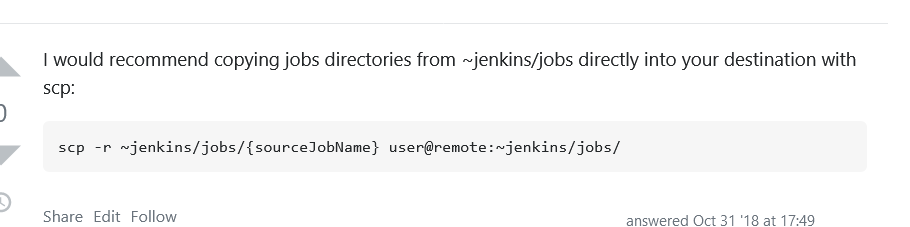 I would recommend copying jobs directories from ~jenkins/jobs directly into your destination with
scp:
0
scp -r ~jenkins/jobs/{sourceJobName} user@remote:~jenkins/jobs/
Share Edit Follow
answered Oct 31 '18 at 17:49